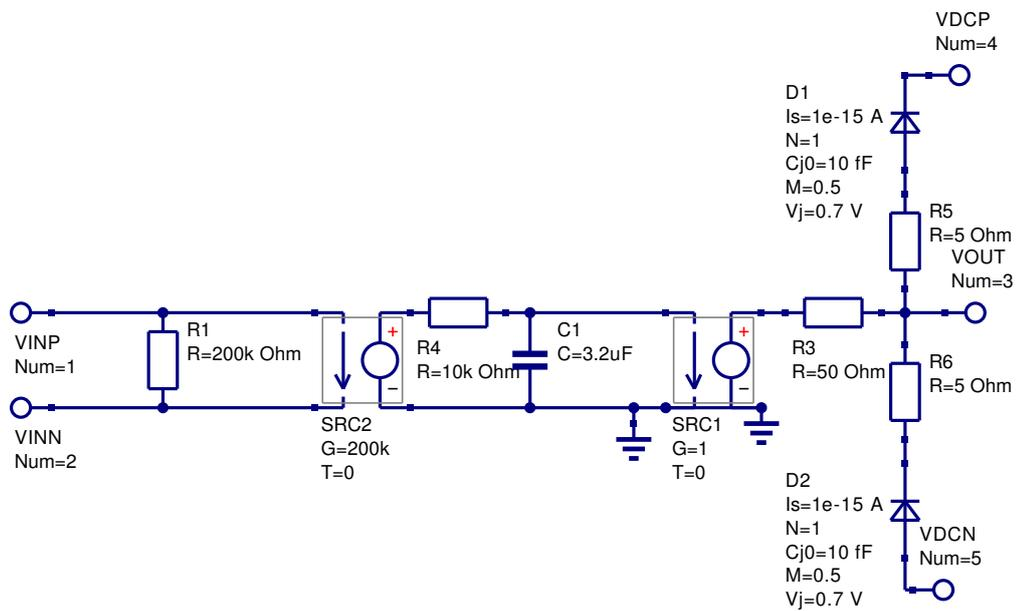 VDCP
Num=4
D1
Is=1e-15 A
N=1
Cj0=10 fF
M=0.5
Vj=0.7 V
R5
R=5 Ohm
VOUT
Num=3
VINP
Num=1
R1
R=200k Ohm
+
−
R4
R=10k Ohm
C1
C=3.2uF
+
−
R3
R=50 Ohm
R6
R=5 Ohm
VINN
Num=2
SRC2
G=200k
T=0
SRC1
G=1
T=0
D2
Is=1e-15 A
N=1
Cj0=10 fF
M=0.5
Vj=0.7 V
VDCN
Num=5